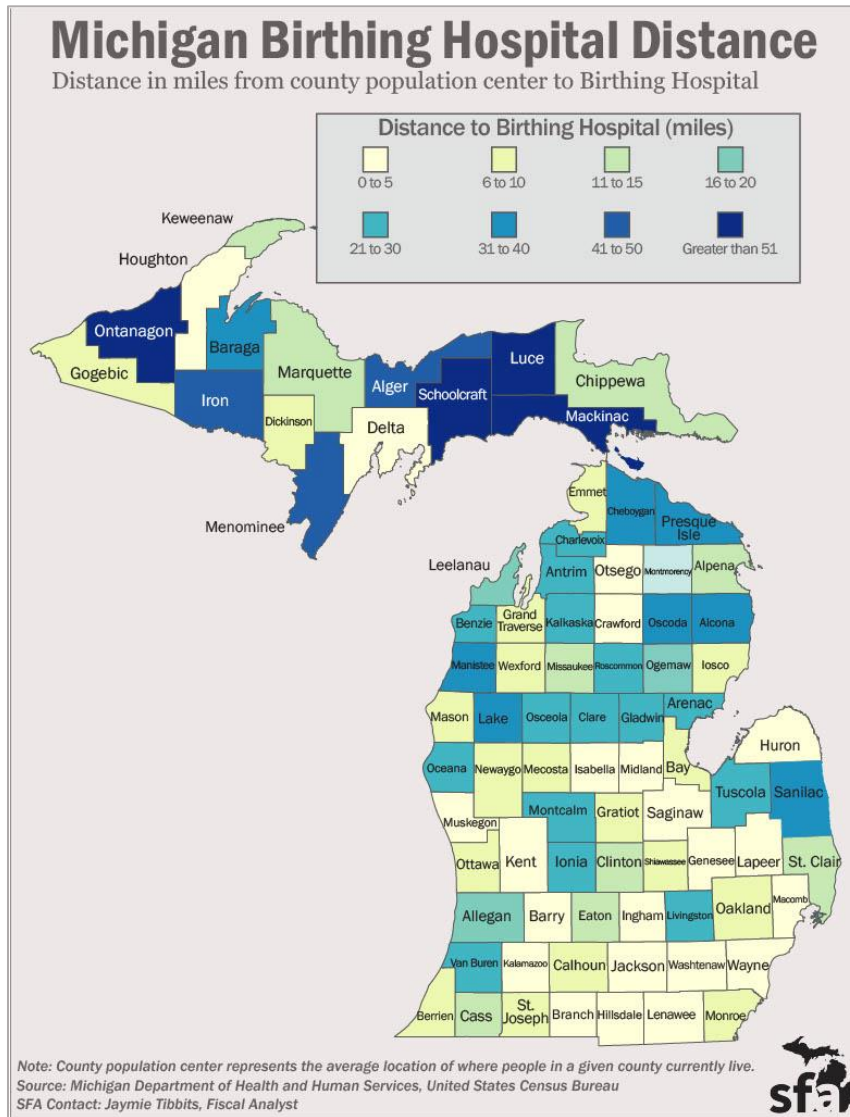 Michigan Birthing Hospital Distance
Distance in miles from county population center to Birthing Hospital
Distance to Birthing Hospital (miles)
0 to 5
6 to 10
11 to 15
16 to 20
21 to 30
31 to 40
41 to 50
Greater than 51
Keweenaw
Houghton
Ontanagon
Baraga
Gogebic
Marquette
Iron
Alger
Luce
Schoolcraft
Chippewa
Mackinac
Dickinson
Delta
Menominee
Emmet
Cheboygan
Presque
Isle
Charlevoix
Leelanau
Antrim
Otsego
Montmorency
Alpena
Benzie
Grand
Traverse
Kalkaska
Crawford
Oscoda
Alcona
Manistee
Wexford
Missaukee
Roscommon
Ogemaw
Iosco
Mason
Lake
Osceola
Clare
Gladwin
Arenac
Huron
Oceana
Newaygo
Mecosta
Isabella
Midland
Bay
Tuscola
Sanilac
Muskegon
Montcalm
Gratiot
Saginaw
Ottawa
Kent
Ionia
Clinton
Shiawassee
Genesee
Lapeer
St. Clair
Allegan
Barry
Eaton
Ingham
Livingston
Oakland
Macomb
Van Buren
Kalamazoo
Calhoun
Jackson
Washtenaw
Wayne
Berrien
Cass
St.
Joseph
Branch
Hillsdale
Lenawee
Monroe
Note: County population center represents the average location of where people in a given county currently live.
Source: Michigan Department of Health and Human Services, United States Census Bureau
SFA Contact: Jaymie Tibbits, Fiscal Analyst
sfa